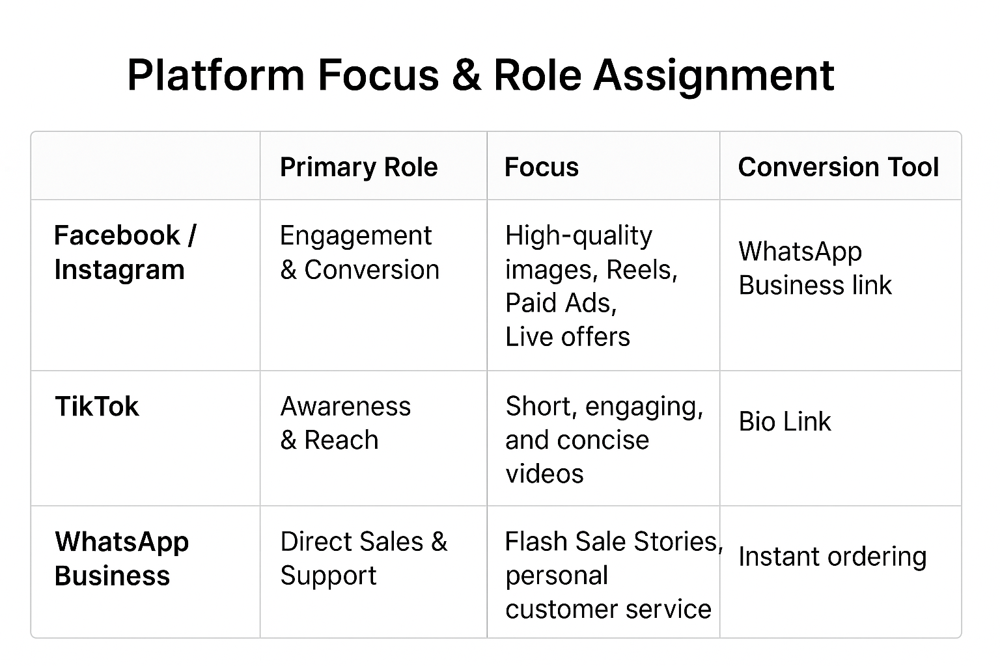 Platform Focus & Role Assignment
Primary Role
Focus
Conversion Tool
Facebook /
Instagram
Engagement
& Conversion
High-quality
images, Reels,
Paid Ads,
Live offers
WhatsApp
Business link
TikTok
Awareness
& Reach
Short, engaging,
and concise
videos
Bio Link
WhatsApp
Business
Direct Sales &
Support
Flash Sale Stories,
personal
customer service
Instant ordering